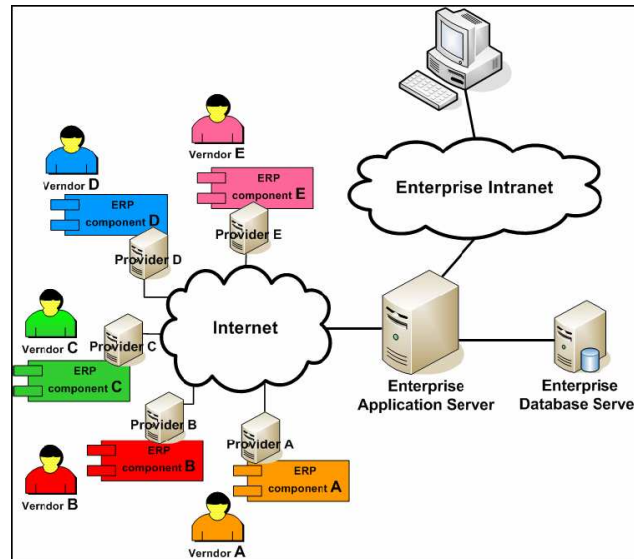 Verndor E
ERP
component E
Provider E
Verndor D
ERP
component D
Provider D
Enterprise Intranet
Internet
Verndor C
Provider C
ERP
component C
Enterprise
Application Server
Enterprise
Database Server
Provider B
ERP
component B
Verndor B
Provider A
ERP
component A
Verndor A